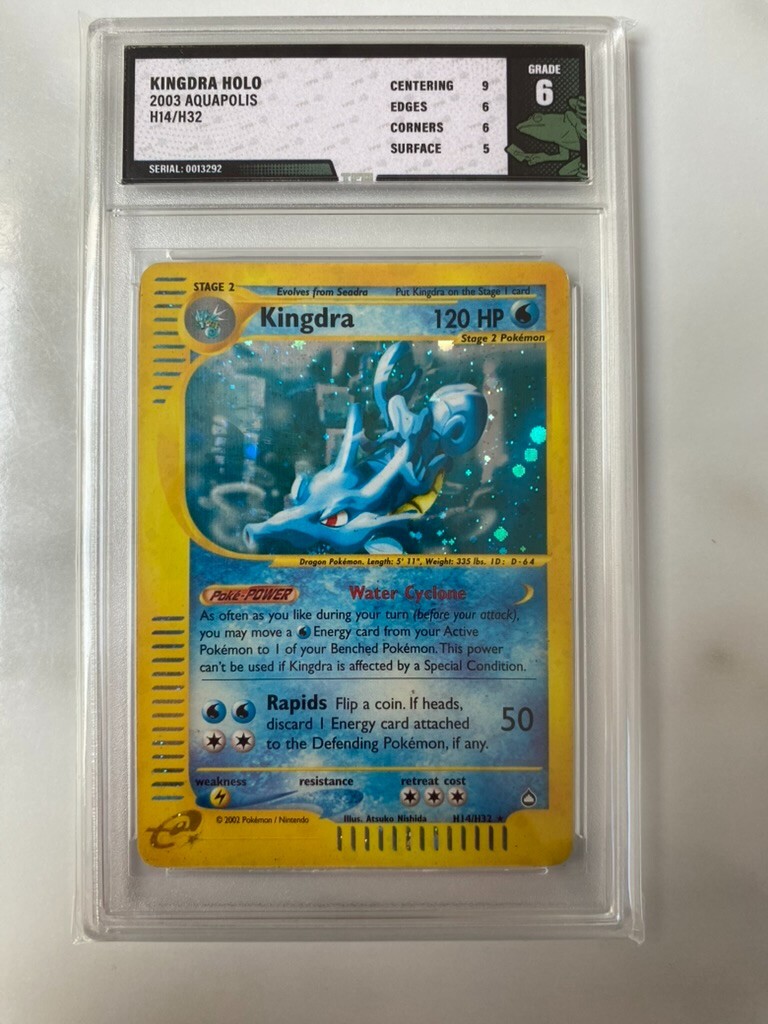 KINGDRA HOLO
2003 AQUAPOLIS
H14/H32
CENTERING 9
EDGES 6
CORNERS 6
SURFACE 5
GRADE
6
SERIAL: 0013292
STAGE 2
Evolves from Seadra
Put Kingdra on the Stage 1 card
Kingdra
120 HP
Stage 2 Pokémon
Dragon Pokémon. Length: 5' 11", Weight: 335 lbs. ID: D-64
Poké-POWER Water Cyclone
As often as you like during your turn (before your attack),
you may move a Energy card from your Active
Pokémon to 1 of your Benched Pokémon. This power
can't be used if Kingdra is affected by a Special Condition.
Rapids Flip a coin. If heads,
discard 1 Energy card attached
to the Defending Pokémon, if any.
50
weakness
resistance
retreat cost
© 2002 Pokémon / Nintendo
Illus. Atsuko Nishida
H14/H32 ★
e